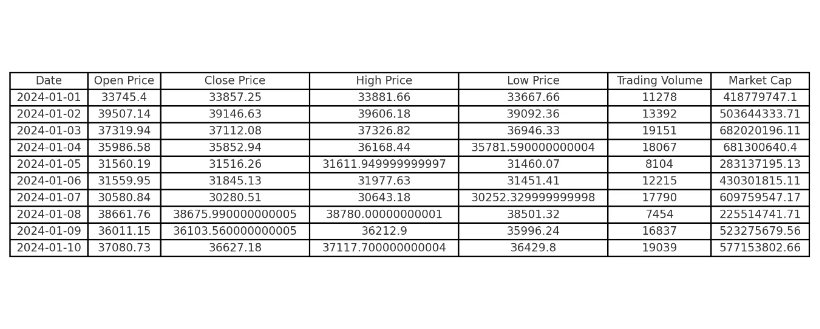 Date Open Price Close Price High Price Low Price Trading Volume Market Cap
2024-01-01 33745.4 33857.25 33881.66 33667.66 11278 418779747.1
2024-01-02 39507.14 39146.63 39606.18 39092.36 13392 503644333.71
2024-01-03 37319.94 37112.08 37326.82 36946.33 19151 682020196.11
2024-01-04 35986.58 35852.94 36168.44 35781.590000000004 18067 681300640.4
2024-01-05 31560.19 31516.26 31611.949999999997 31460.07 8104 283137195.13
2024-01-06 31559.95 31845.13 31977.63 31451.41 12215 430301815.11
2024-01-07 30580.84 30280.51 30643.18 30252.329999999998 17790 609759547.17
2024-01-08 38661.76 38675.990000000005 38780.00000000001 38501.32 7454 225514741.71
2024-01-09 36011.15 36103.560000000005 36212.9 35996.24 16837 523275679.56
2024-01-10 37080.73 36627.18 37117.700000000004 36429.8 19039 577153802.66